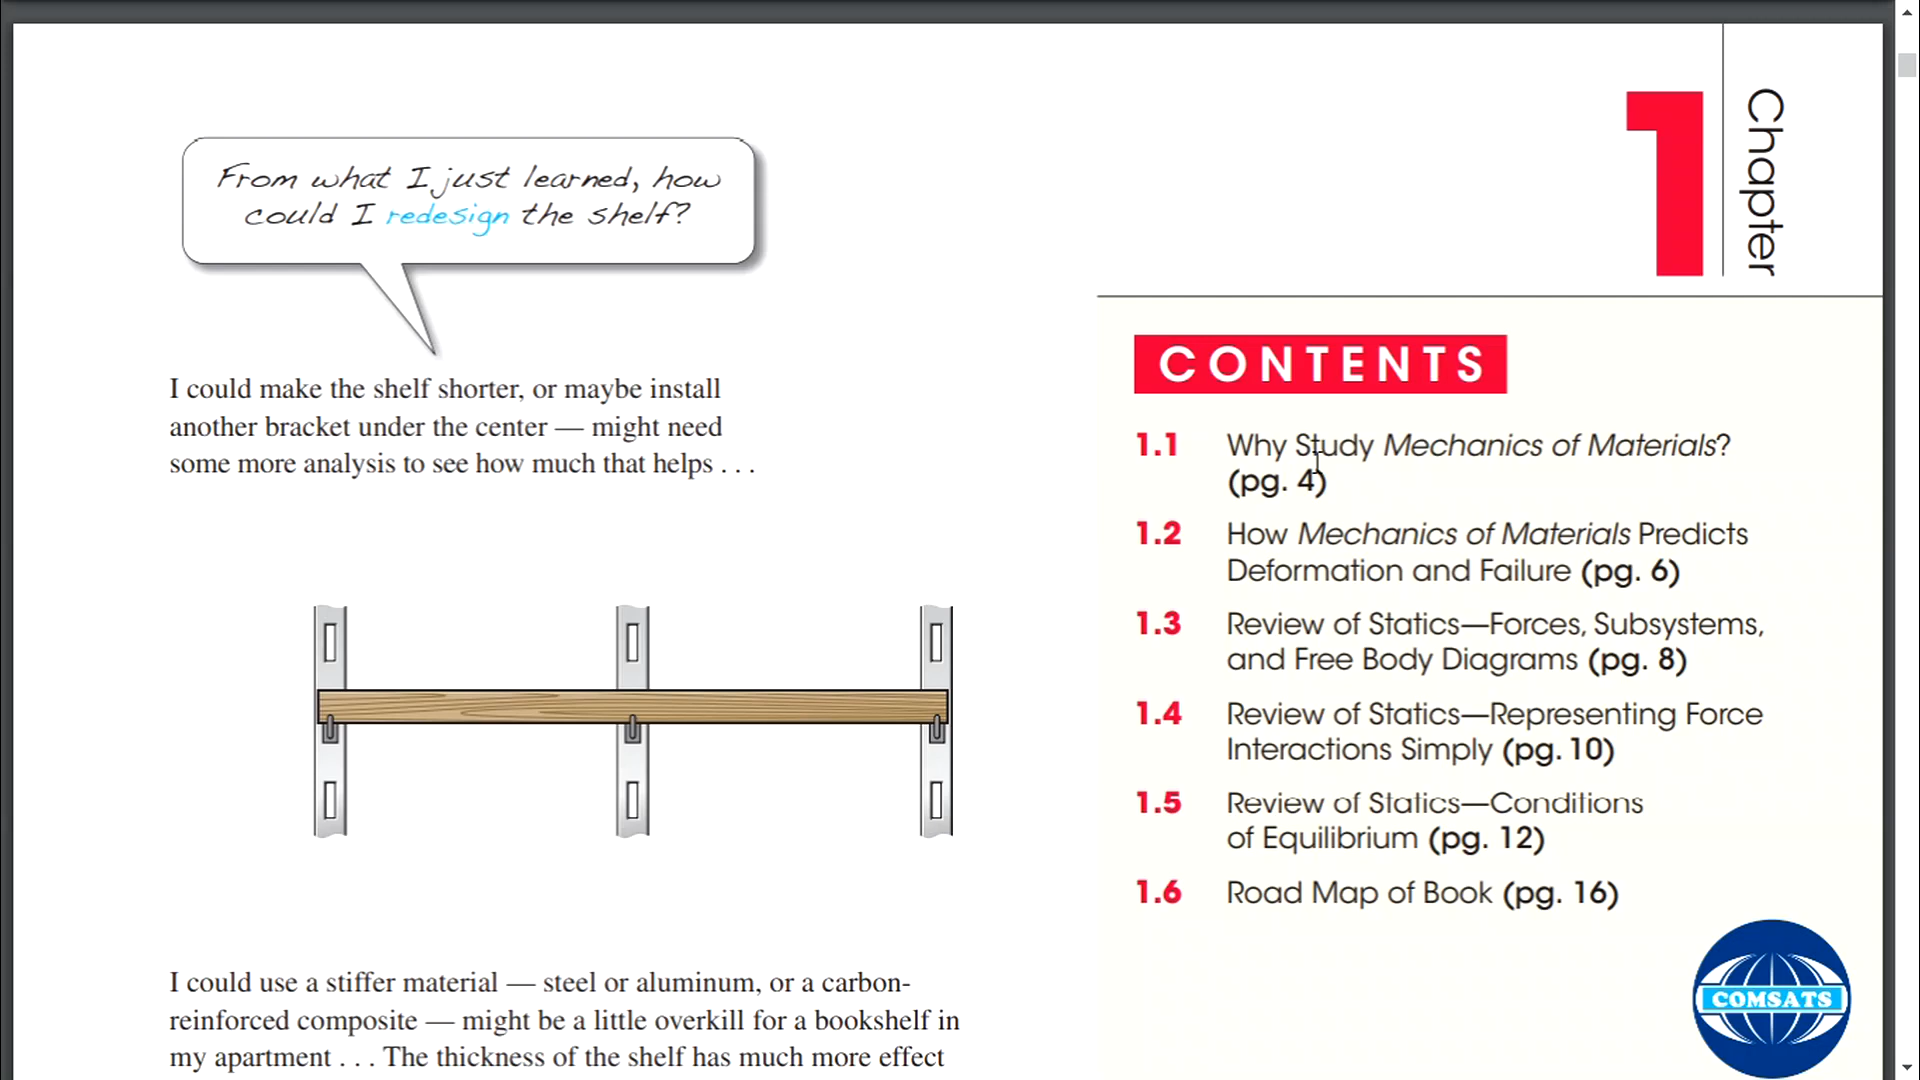 From what I just learned, how
could I redesign the shelf?
I could make the shelf shorter, or maybe install
another bracket under the center — might need
some more analysis to see how much that helps . . .
I could use a stiffer material — steel or aluminum, or a carbon-
reinforced composite — might be a little overkill for a bookshelf in
my apartment . . . The thickness of the shelf has much more effect
1
Chapter
CONTENTS
1.1 Why Study Mechanics of Materials?
(pg. 4)
1.2 How Mechanics of Materials Predicts
Deformation and Failure (pg. 6)
1.3 Review of Statics—Forces, Subsystems,
and Free Body Diagrams (pg. 8)
1.4 Review of Statics—Representing Force
Interactions Simply (pg. 10)
1.5 Review of Statics—Conditions
of Equilibrium (pg. 12)
1.6 Road Map of Book (pg. 16)
COMSATS